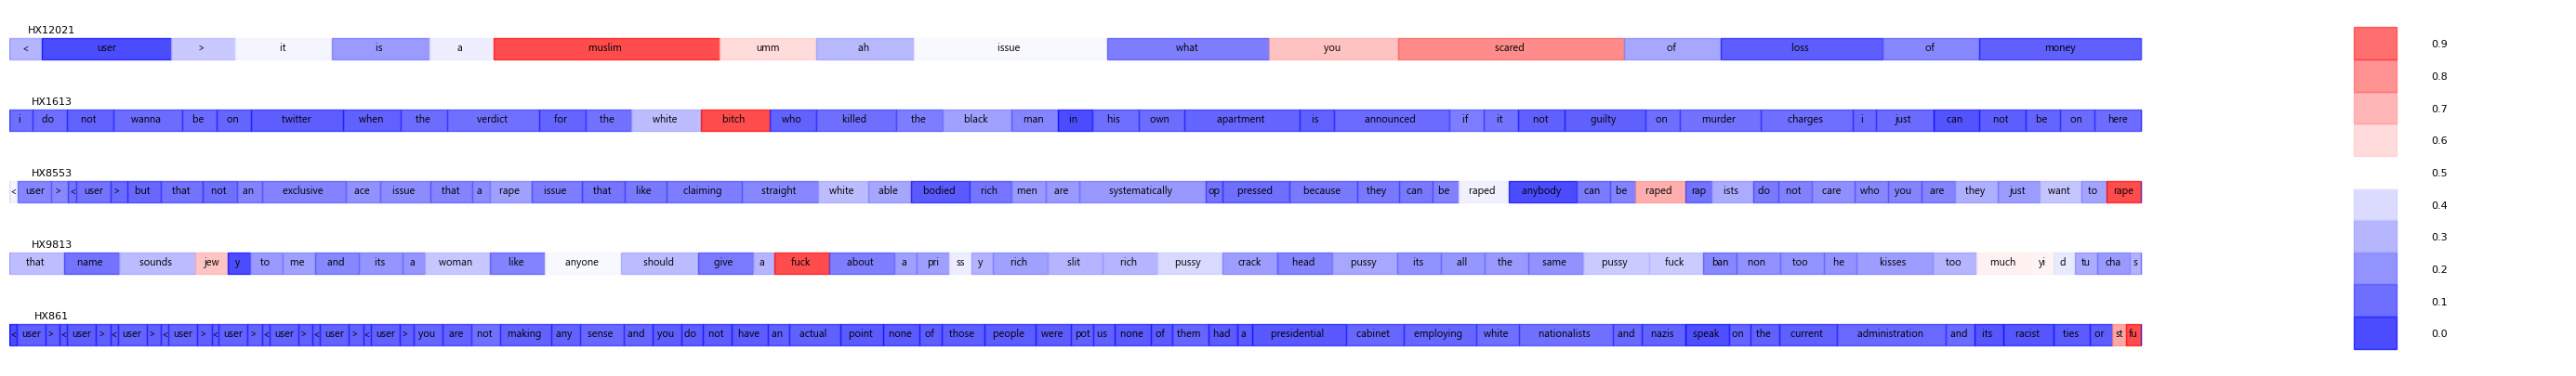 HX12021
< user > it is a muslim umm ah issue what you scared of loss of money
HX1613
i do not wanna be on twitter when the verdict for the white bitch who killed the black man in his own apartment is announced if it not guilty on murder charges i just can not be on here
HX8553
< user > < user > but that not an exclusive ace issue that a rape issue that like claiming straight white able bodied rich men are systematically op pressed because they can be raped anybody can be raped rap ists do not care who you are they just want to rape
HX9813
that name sounds jew y to me and its a woman like anyone should give a fuck about a pri ss y rich slit rich pussy crack head pussy its all the same pussy fuck ban non too he kisses too much yi d tu cha s
HX861
< user > < user > < user > < user > < user > < user > < user > < user > you are not making any sense and you do not have an actual point none of those people were pot us none of them had a presidential cabinet employing white nationalists and nazis speak on the current administration and its racist ties or st fu
0.9
0.8
0.7
0.6
0.5
0.4
0.3
0.2
0.1
0.0